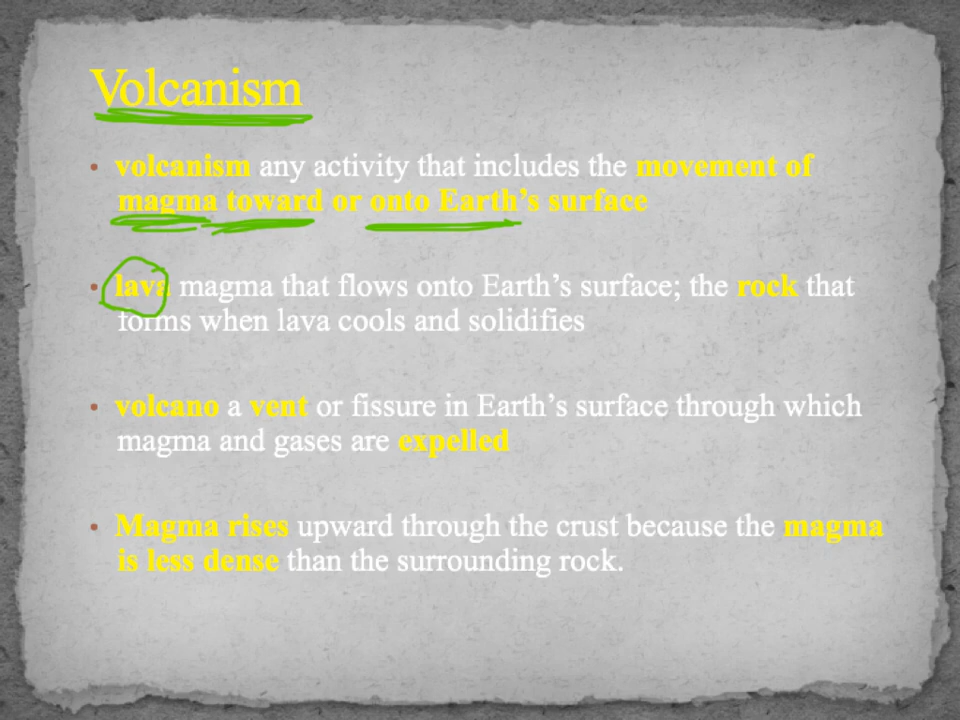 Volcanism
• volcanism any activity that includes the movement of
magma toward or onto Earth’s surface
• lava magma that flows onto Earth’s surface; the rock that
forms when lava cools and solidifies
• volcano a vent or fissure in Earth’s surface through which
magma and gases are expelled
• Magma rises upward through the crust because the magma
is less dense than the surrounding rock.